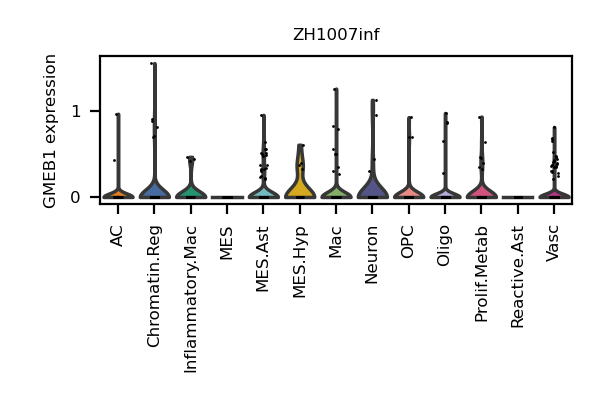 ZH1007inf
GMEB1 expression
1
0
AC
Chromatin.Reg
Inflammatory.Mac
MES
MES.Ast
MES.Hyp
Mac
Neuron
OPC
Oligo
Prolif.Metab
Reactive.Ast
Vasc